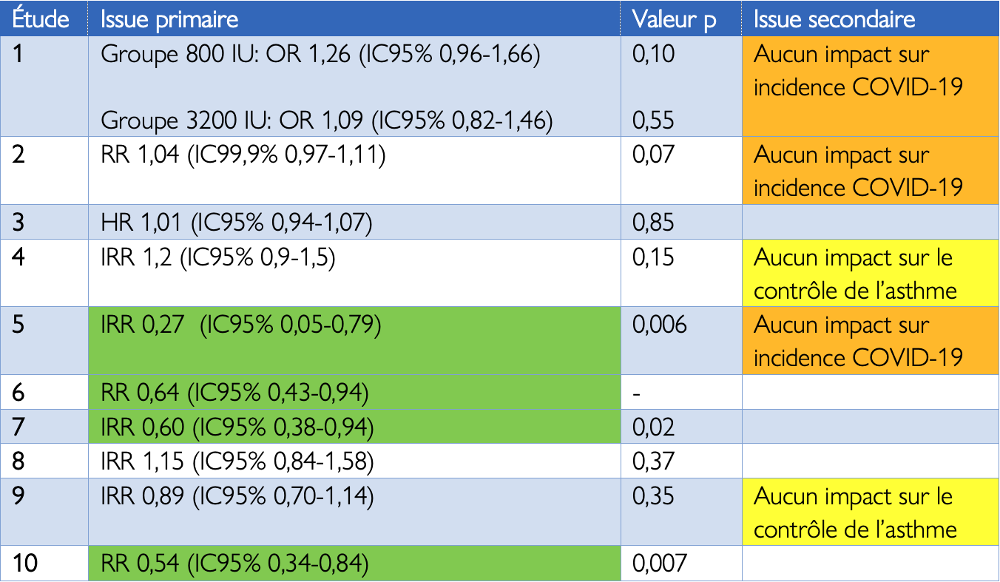 Étude Issue primaire Valeur p Issue secondaire
1 Groupe 800 IU: OR 1,26 (IC95% 0,96-1,66) 0,10 Aucun impact sur
incidence COVID-19
Groupe 3200 IU: OR 1,09 (IC95% 0,82-1,46) 0,55
2 RR 1,04 (IC99,9% 0,97-1,11) 0,07 Aucun impact sur
incidence COVID-19
3 HR 1,01 (IC95% 0,94-1,07) 0,85
4 IRR 1,2 (IC95% 0,9-1,5) 0,15 Aucun impact sur le
contrôle de l’asthme
5 IRR 0,27 (IC95% 0,05-0,79) 0,006 Aucun impact sur
incidence COVID-19
6 RR 0,64 (IC95% 0,43-0,94) -
7 IRR 0,60 (IC95% 0,38-0,94) 0,02
8 IRR 1,15 (IC95% 0,84-1,58) 0,37
9 IRR 0,89 (IC95% 0,70-1,14) 0,35 Aucun impact sur le
contrôle de l’asthme
10 RR 0,54 (IC95% 0,34-0,84) 0,007